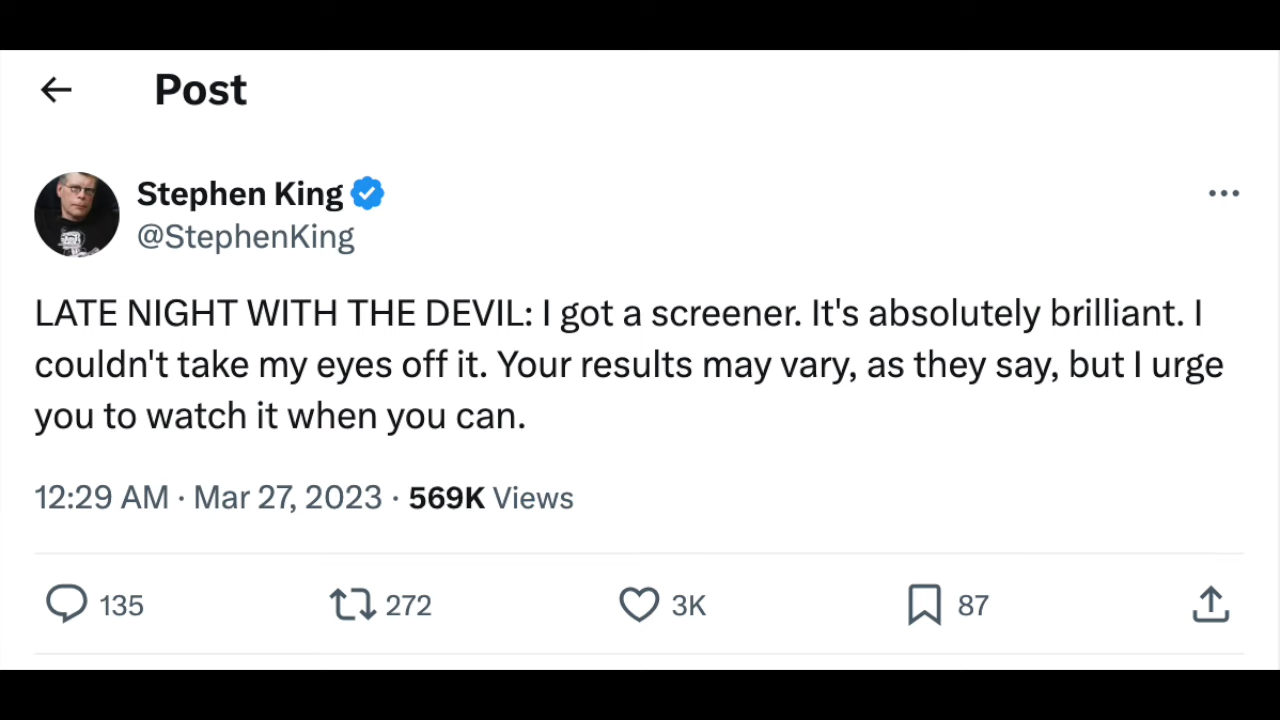 Post
Stephen King
@StephenKing
LATE NIGHT WITH THE DEVIL: I got a screener. It's absolutely brilliant. I
couldn't take my eyes off it. Your results may vary, as they say, but I urge
you to watch it when you can.
12:29 AM · Mar 27, 2023 · 569K Views
135 272 3K 87